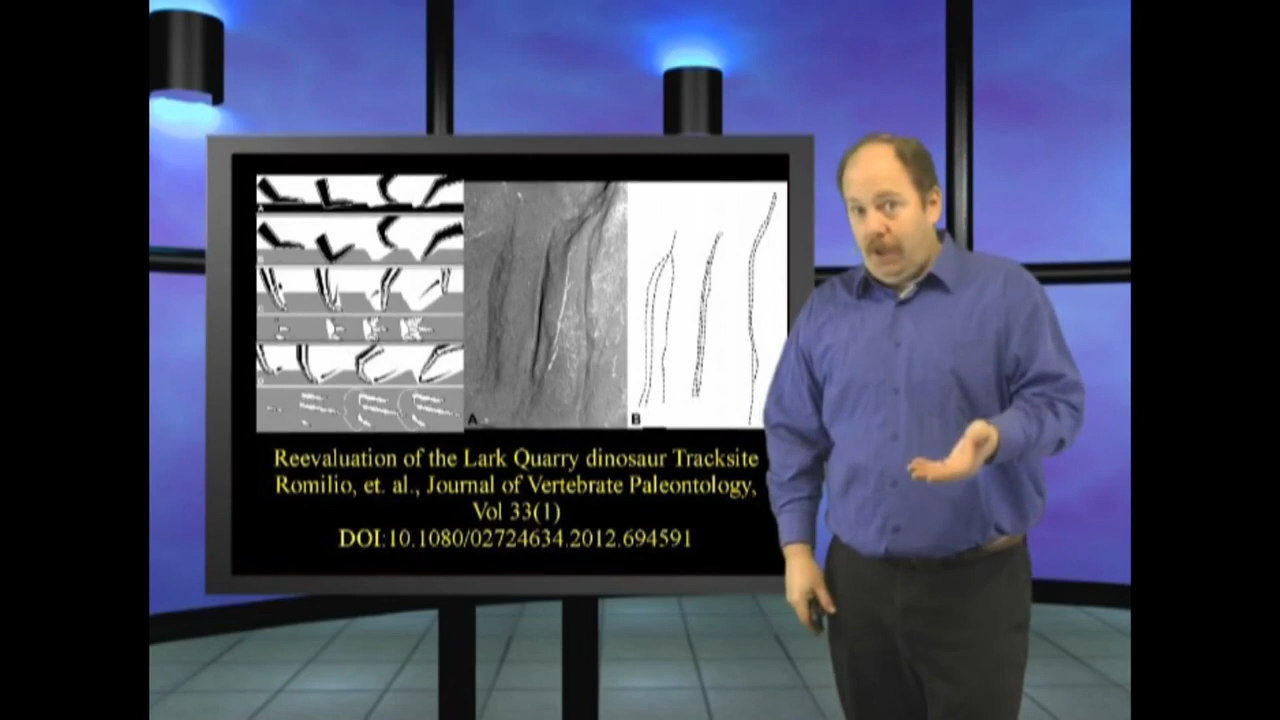 A
B
Reevaluation of the Lark Quarry dinosaur Tracksite
Romilio, et. al., Journal of Vertebrate Paleontology,
Vol 33(1)
DOI:10.1080/02724634.2012.694591